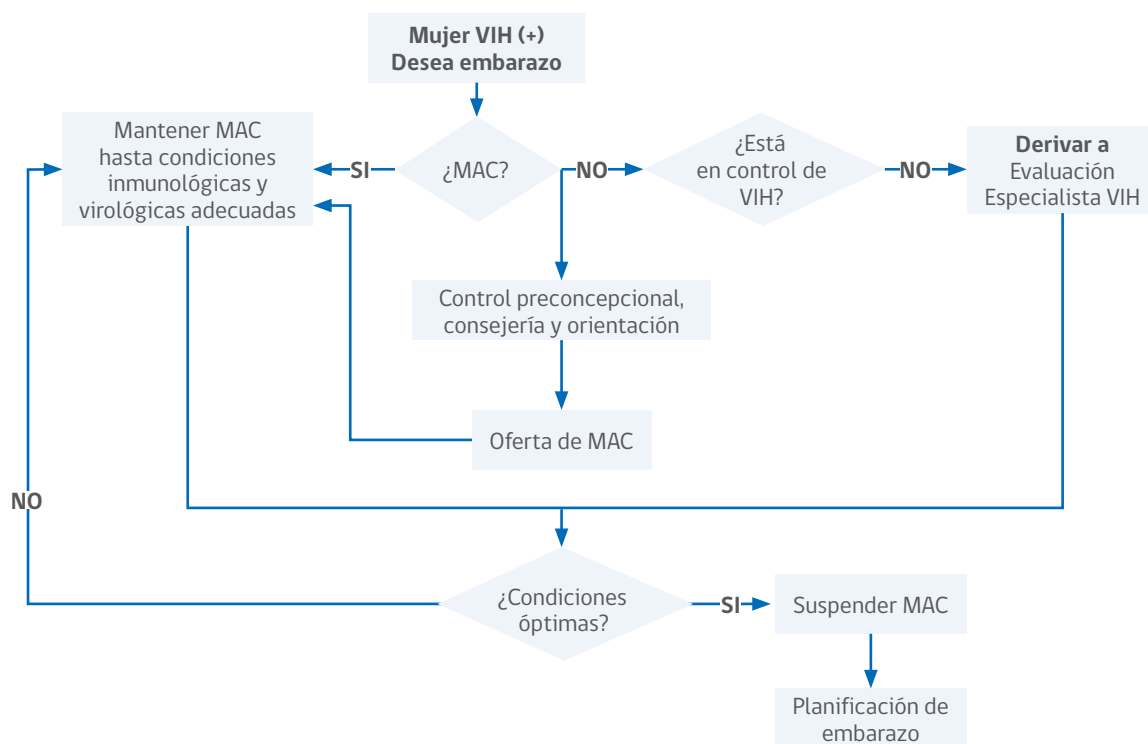 Mujer VIH (+)
Desea embarazo
Mantener MAC
hasta condiciones
inmunológicas y
virológicas adecuadas
SI
¿MAC?
NO
¿Está
en control de
VIH?
NO
Derivar a
Evaluación
Especialista VIH
Control preconcepcional,
consejería y orientación
Oferta de MAC
NO
¿Condiciones
óptimas?
SI
Suspender MAC
Planificación de
embarazo